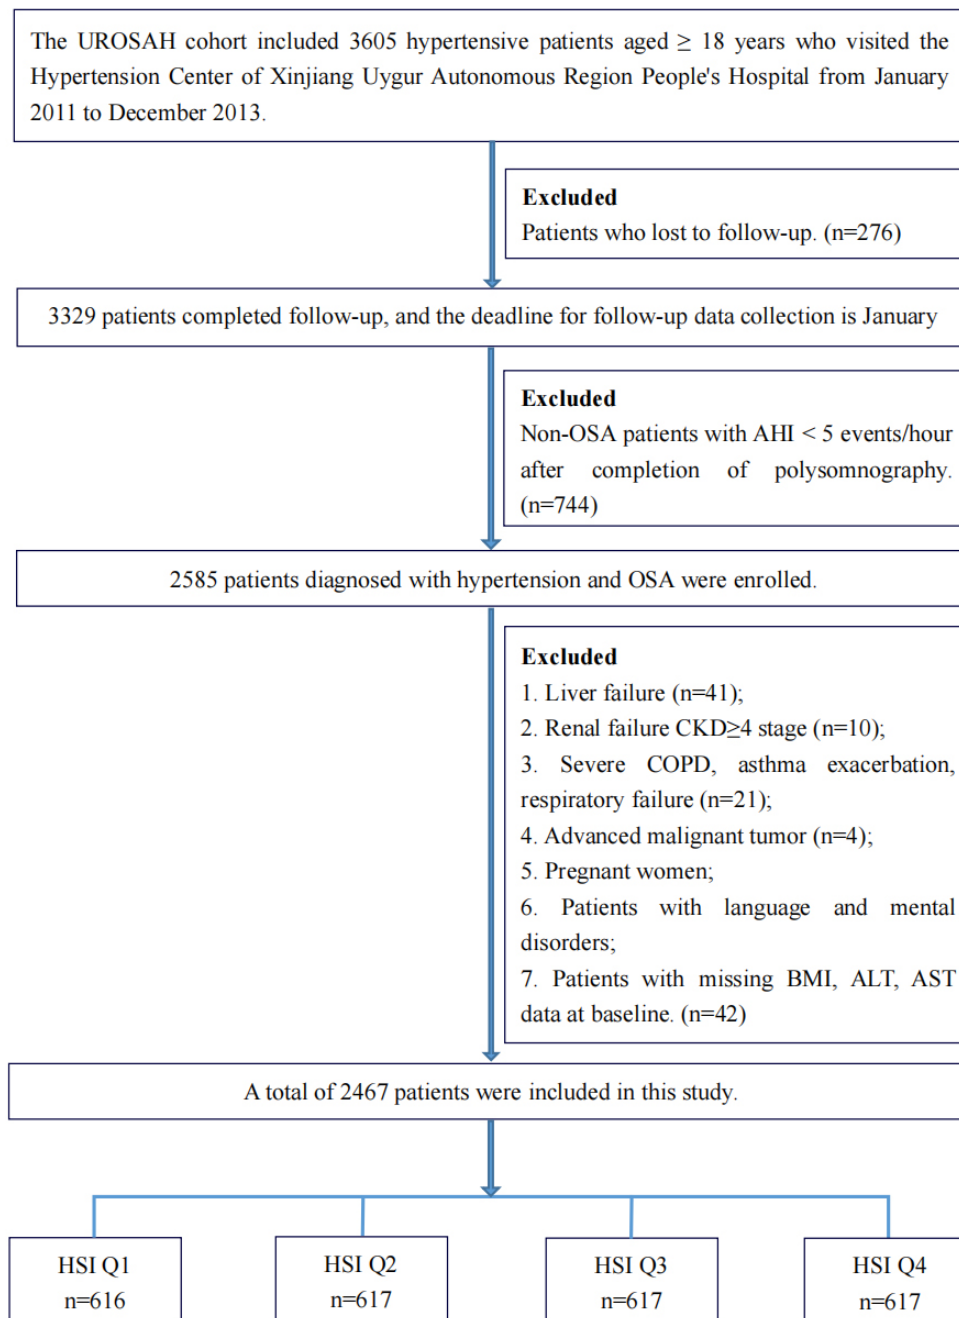 The UROSAH cohort included 3605 hypertensive patients aged ≥ 18 years who visited the
Hypertension Center of Xinjiang Uygur Autonomous Region People's Hospital from January
2011 to December 2013.
Excluded
Patients who lost to follow-up. (n=276)
3329 patients completed follow-up, and the deadline for follow-up data collection is January
Excluded
Non-OSA patients with AHI < 5 events/hour
after completion of polysomnography.
(n=744)
2585 patients diagnosed with hypertension and OSA were enrolled.
Excluded
1. Liver failure (n=41);
2. Renal failure CKD≥4 stage (n=10);
3. Severe COPD, asthma exacerbation,
respiratory failure (n=21);
4. Advanced malignant tumor (n=4);
5. Pregnant women;
6. Patients with language and mental
disorders;
7. Patients with missing BMI, ALT, AST
data at baseline. (n=42)
A total of 2467 patients were included in this study.
HSI Q1
n=616
HSI Q2
n=617
HSI Q3
n=617
HSI Q4
n=617